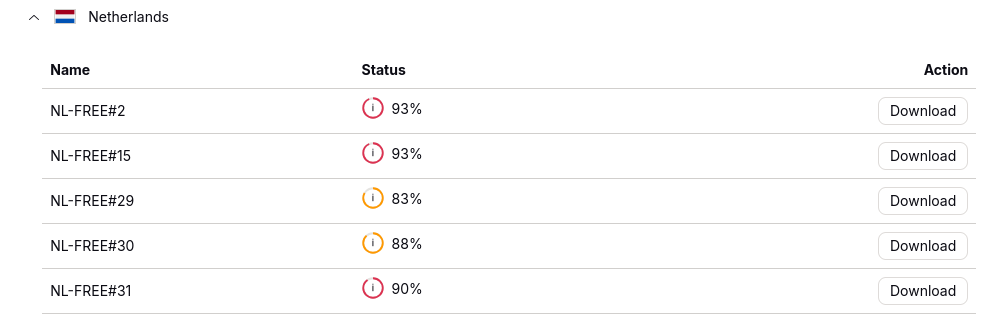 Netherlands
Name Status Action
NL-FREE#2 i 93% Download
NL-FREE#15 i 93% Download
NL-FREE#29 i 83% Download
NL-FREE#30 i 88% Download
NL-FREE#31 i 90% Download